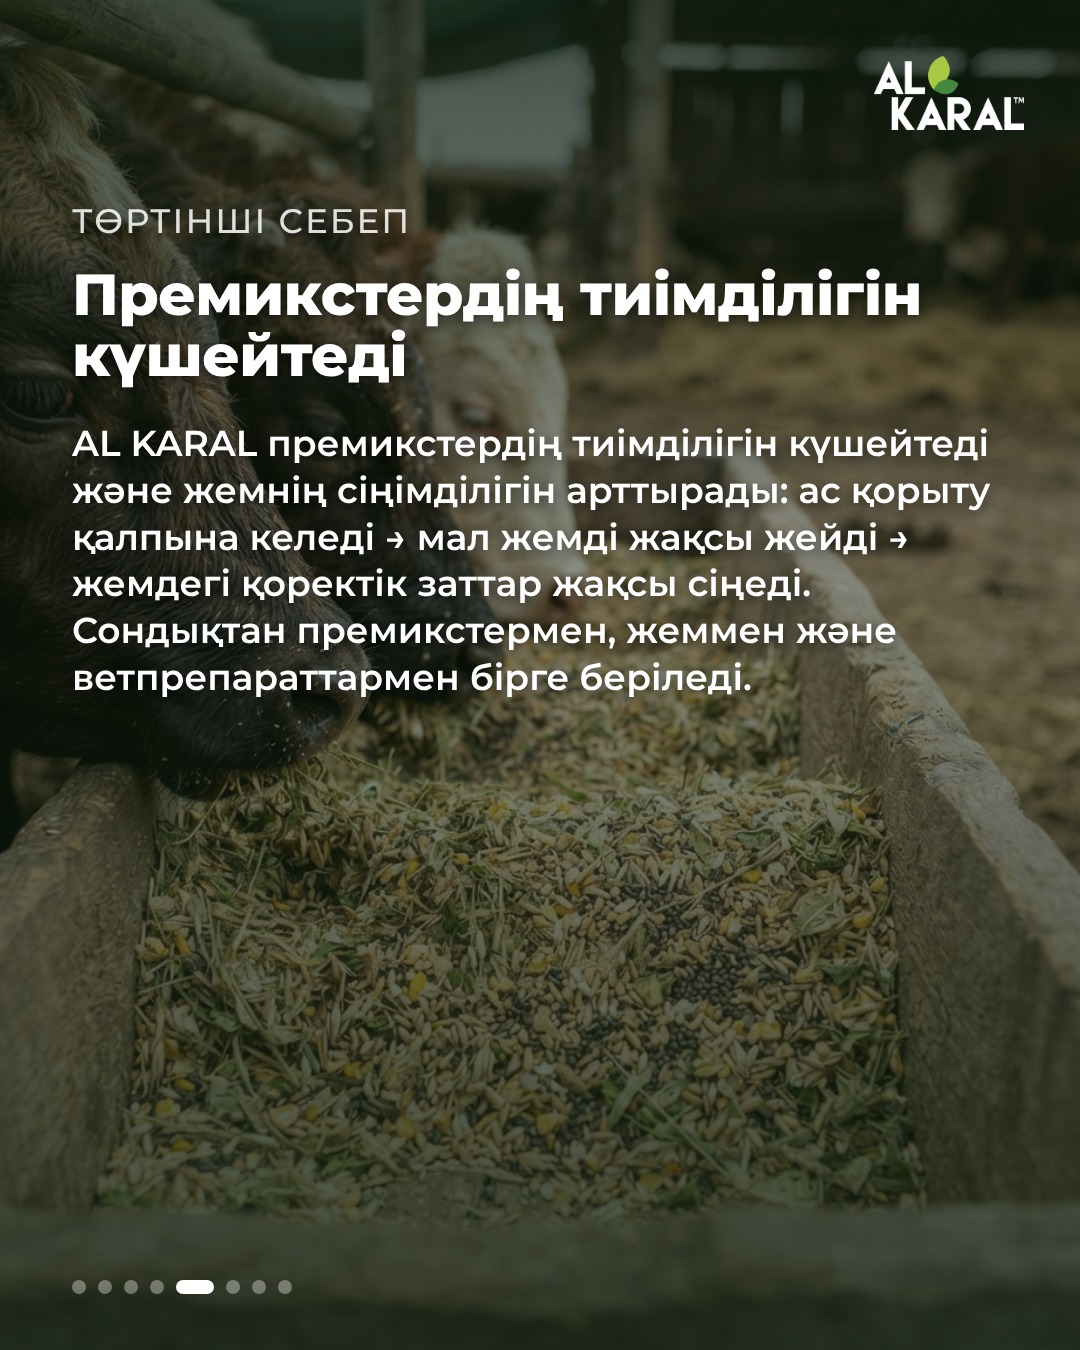 AL
KARAL™
ТӨРТІНШІ СЕБЕП
Премикстердің тиімділігін
күшейтеді
AL KARAL премикстердің тиімділігін күшейтеді
және жемнің сіңімділігін арттырады: ас қорыту
қалпына келеді → мал жемді жақсы жейді →
жемдегі қоректік заттар жақсы сіңеді.
Сондықтан премикстермен, жеммен және
ветпрепараттармен бірге беріледі.